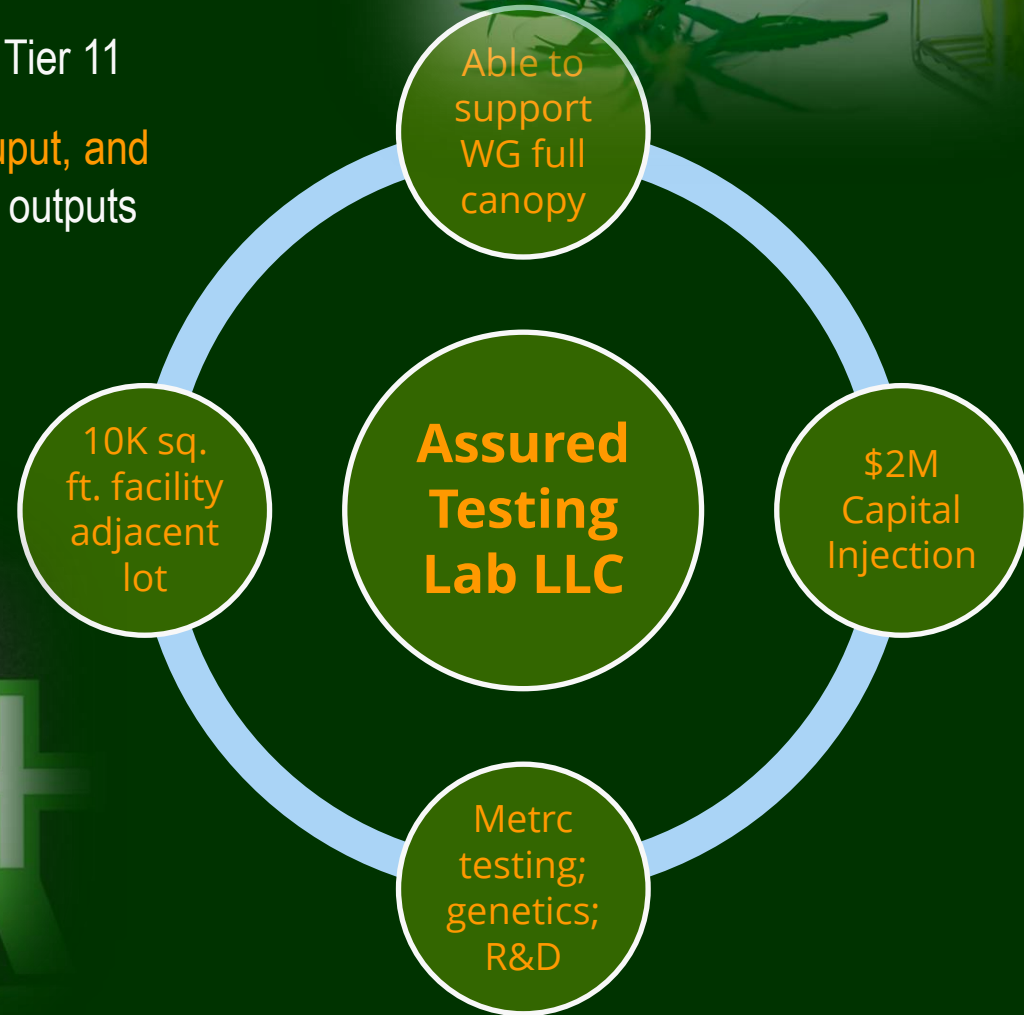 Tier 11
and
outputs
Able to
support
WG full
canopy
10K sq.
ft. facility
adjacent
lot
Assured
Testing
Lab LLC
$2M
Capital
Injection
Metrc
testing;
genetics;
R&D